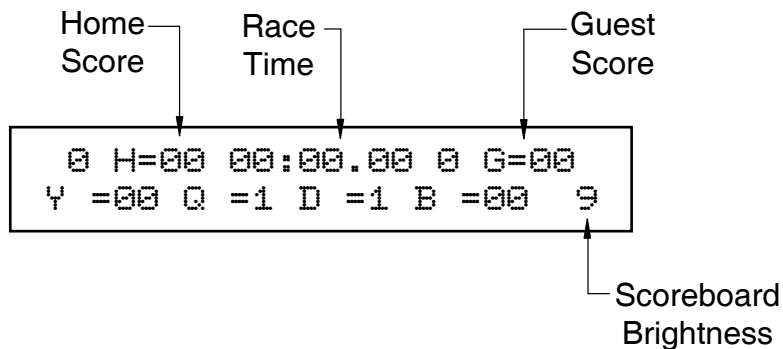 Home Score
Race Time
Guest Score
0 H=00 00:00.00 0 G=00
Y =00 Q =1 D =1 B =00 9
Scoreboard Brightness